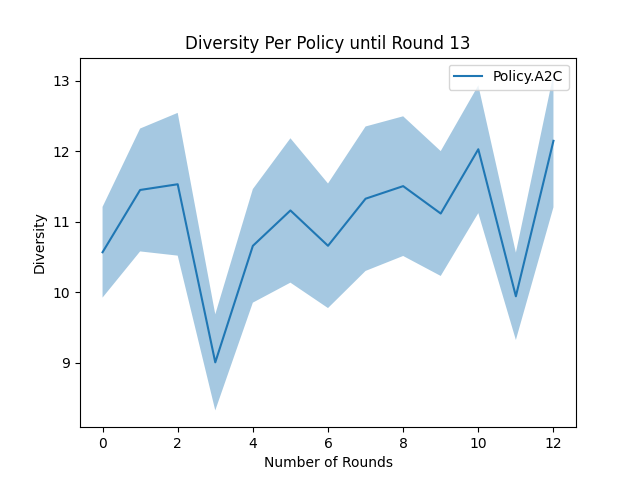 Diversity Per Policy until Round 13
Policy.A2C
13
12
11
10
9
Diversity
0 2 4 6 8 10 12
Number of Rounds